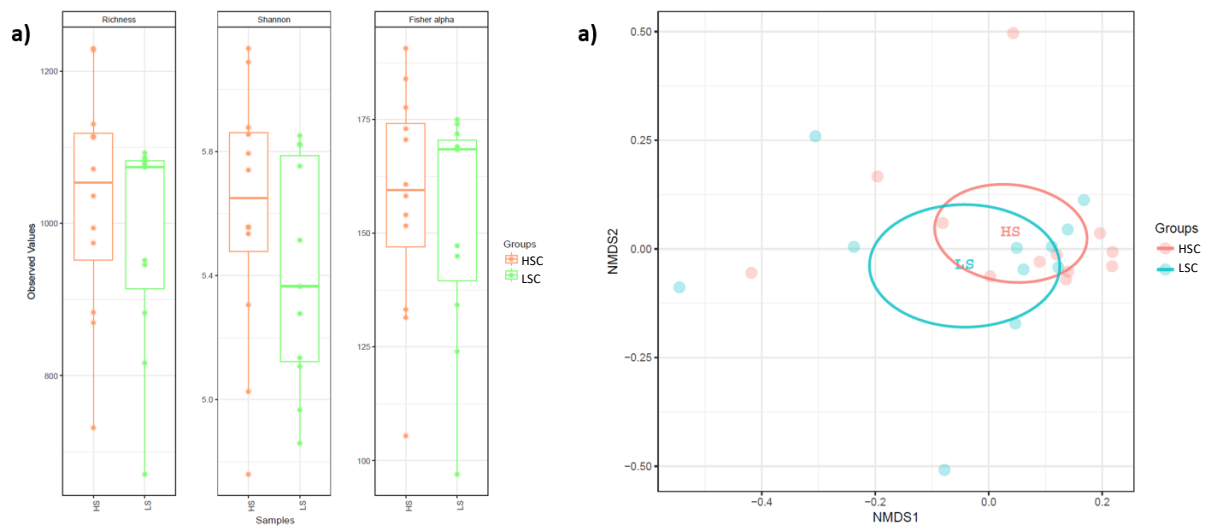 a)
Richness
Shannon
Fisher alpha
Observed Values
1200
1000
800
5.8
5.4
5.0
175
150
125
100
HS
LS
HS
LS
HS
LS
Samples
Groups
HSC
LSC
a)
NMDS2
0.50
0.25
0.00
−0.25
−0.50
HS
LS
−0.4
−0.2
0.0
0.2
NMDS1
Groups
HSC
LSC